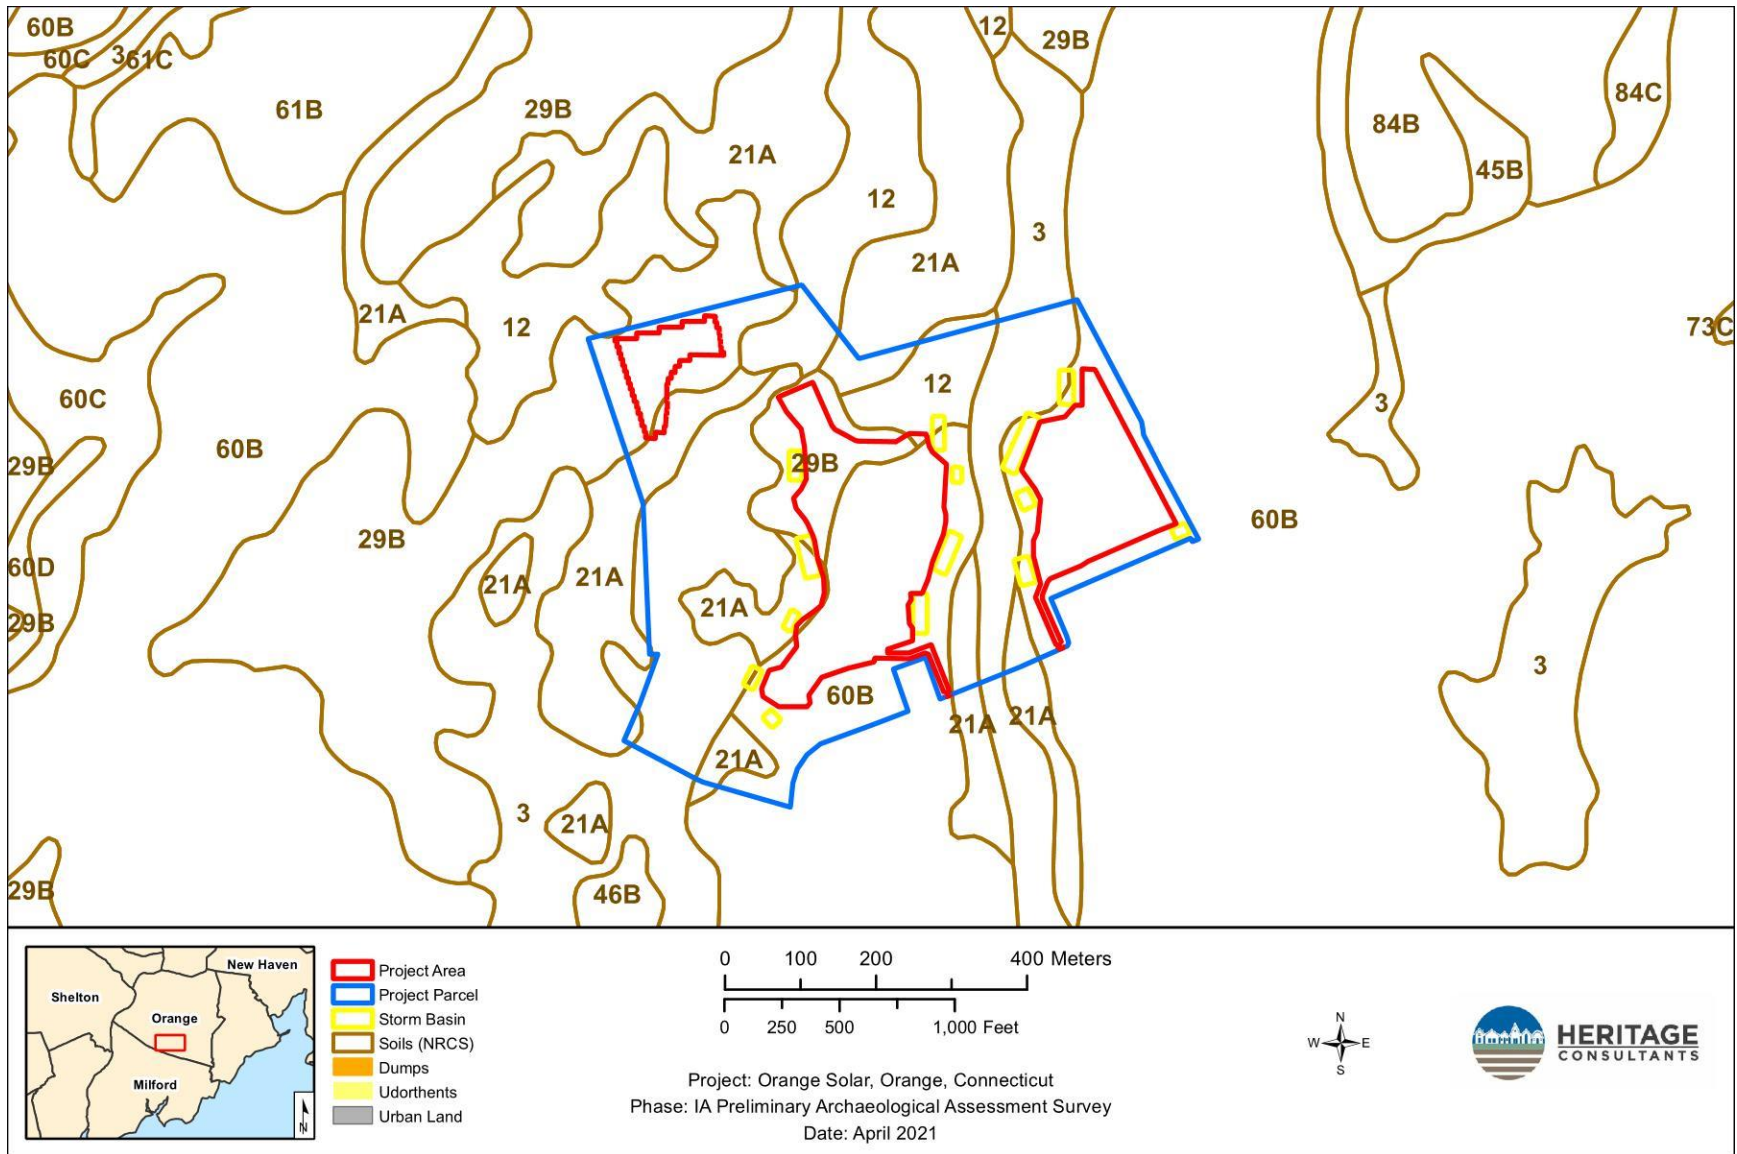 60B
12
29B
60C
3
61C
84C
61B
29B
84B
21A
45B
12
3
21A
21A
12
73C
12
60C
3
60B
29B
29B
60B
29B
60D
21A
21A
21A
29B
3
60B
21A
21A
21A
3
21A
29B
46B
New Haven
Shelton
Orange
Milford
N
Project Area
Project Parcel
Storm Basin
Soils (NRCS)
Dumps
Udorthents
Urban Land
0 100 200 400 Meters
0 250 500 1,000 Feet
Project: Orange Solar, Orange, Connecticut
Phase: IA Preliminary Archaeological Assessment Survey
Date: April 2021
N
W E
S
HERITAGE
CONSULTANTS